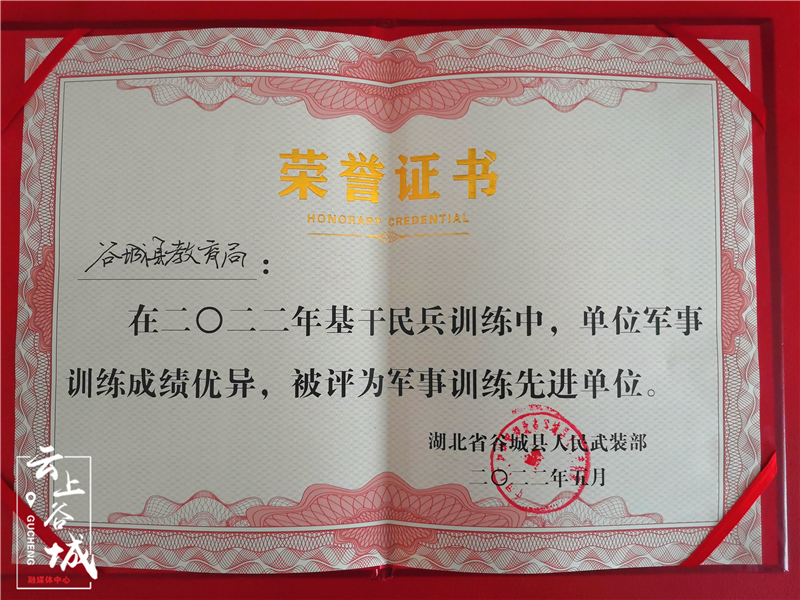 荣誉证书
HONORARY CREDENTIAL
谷城县教育局:
在二〇二二年基干民兵训练中，单位军事
训练成绩优异，被评为军事训练先进单位。
湖北省谷城县人民武装部
二〇二二年五月
云上谷城
GUCHENG
融媒体中心